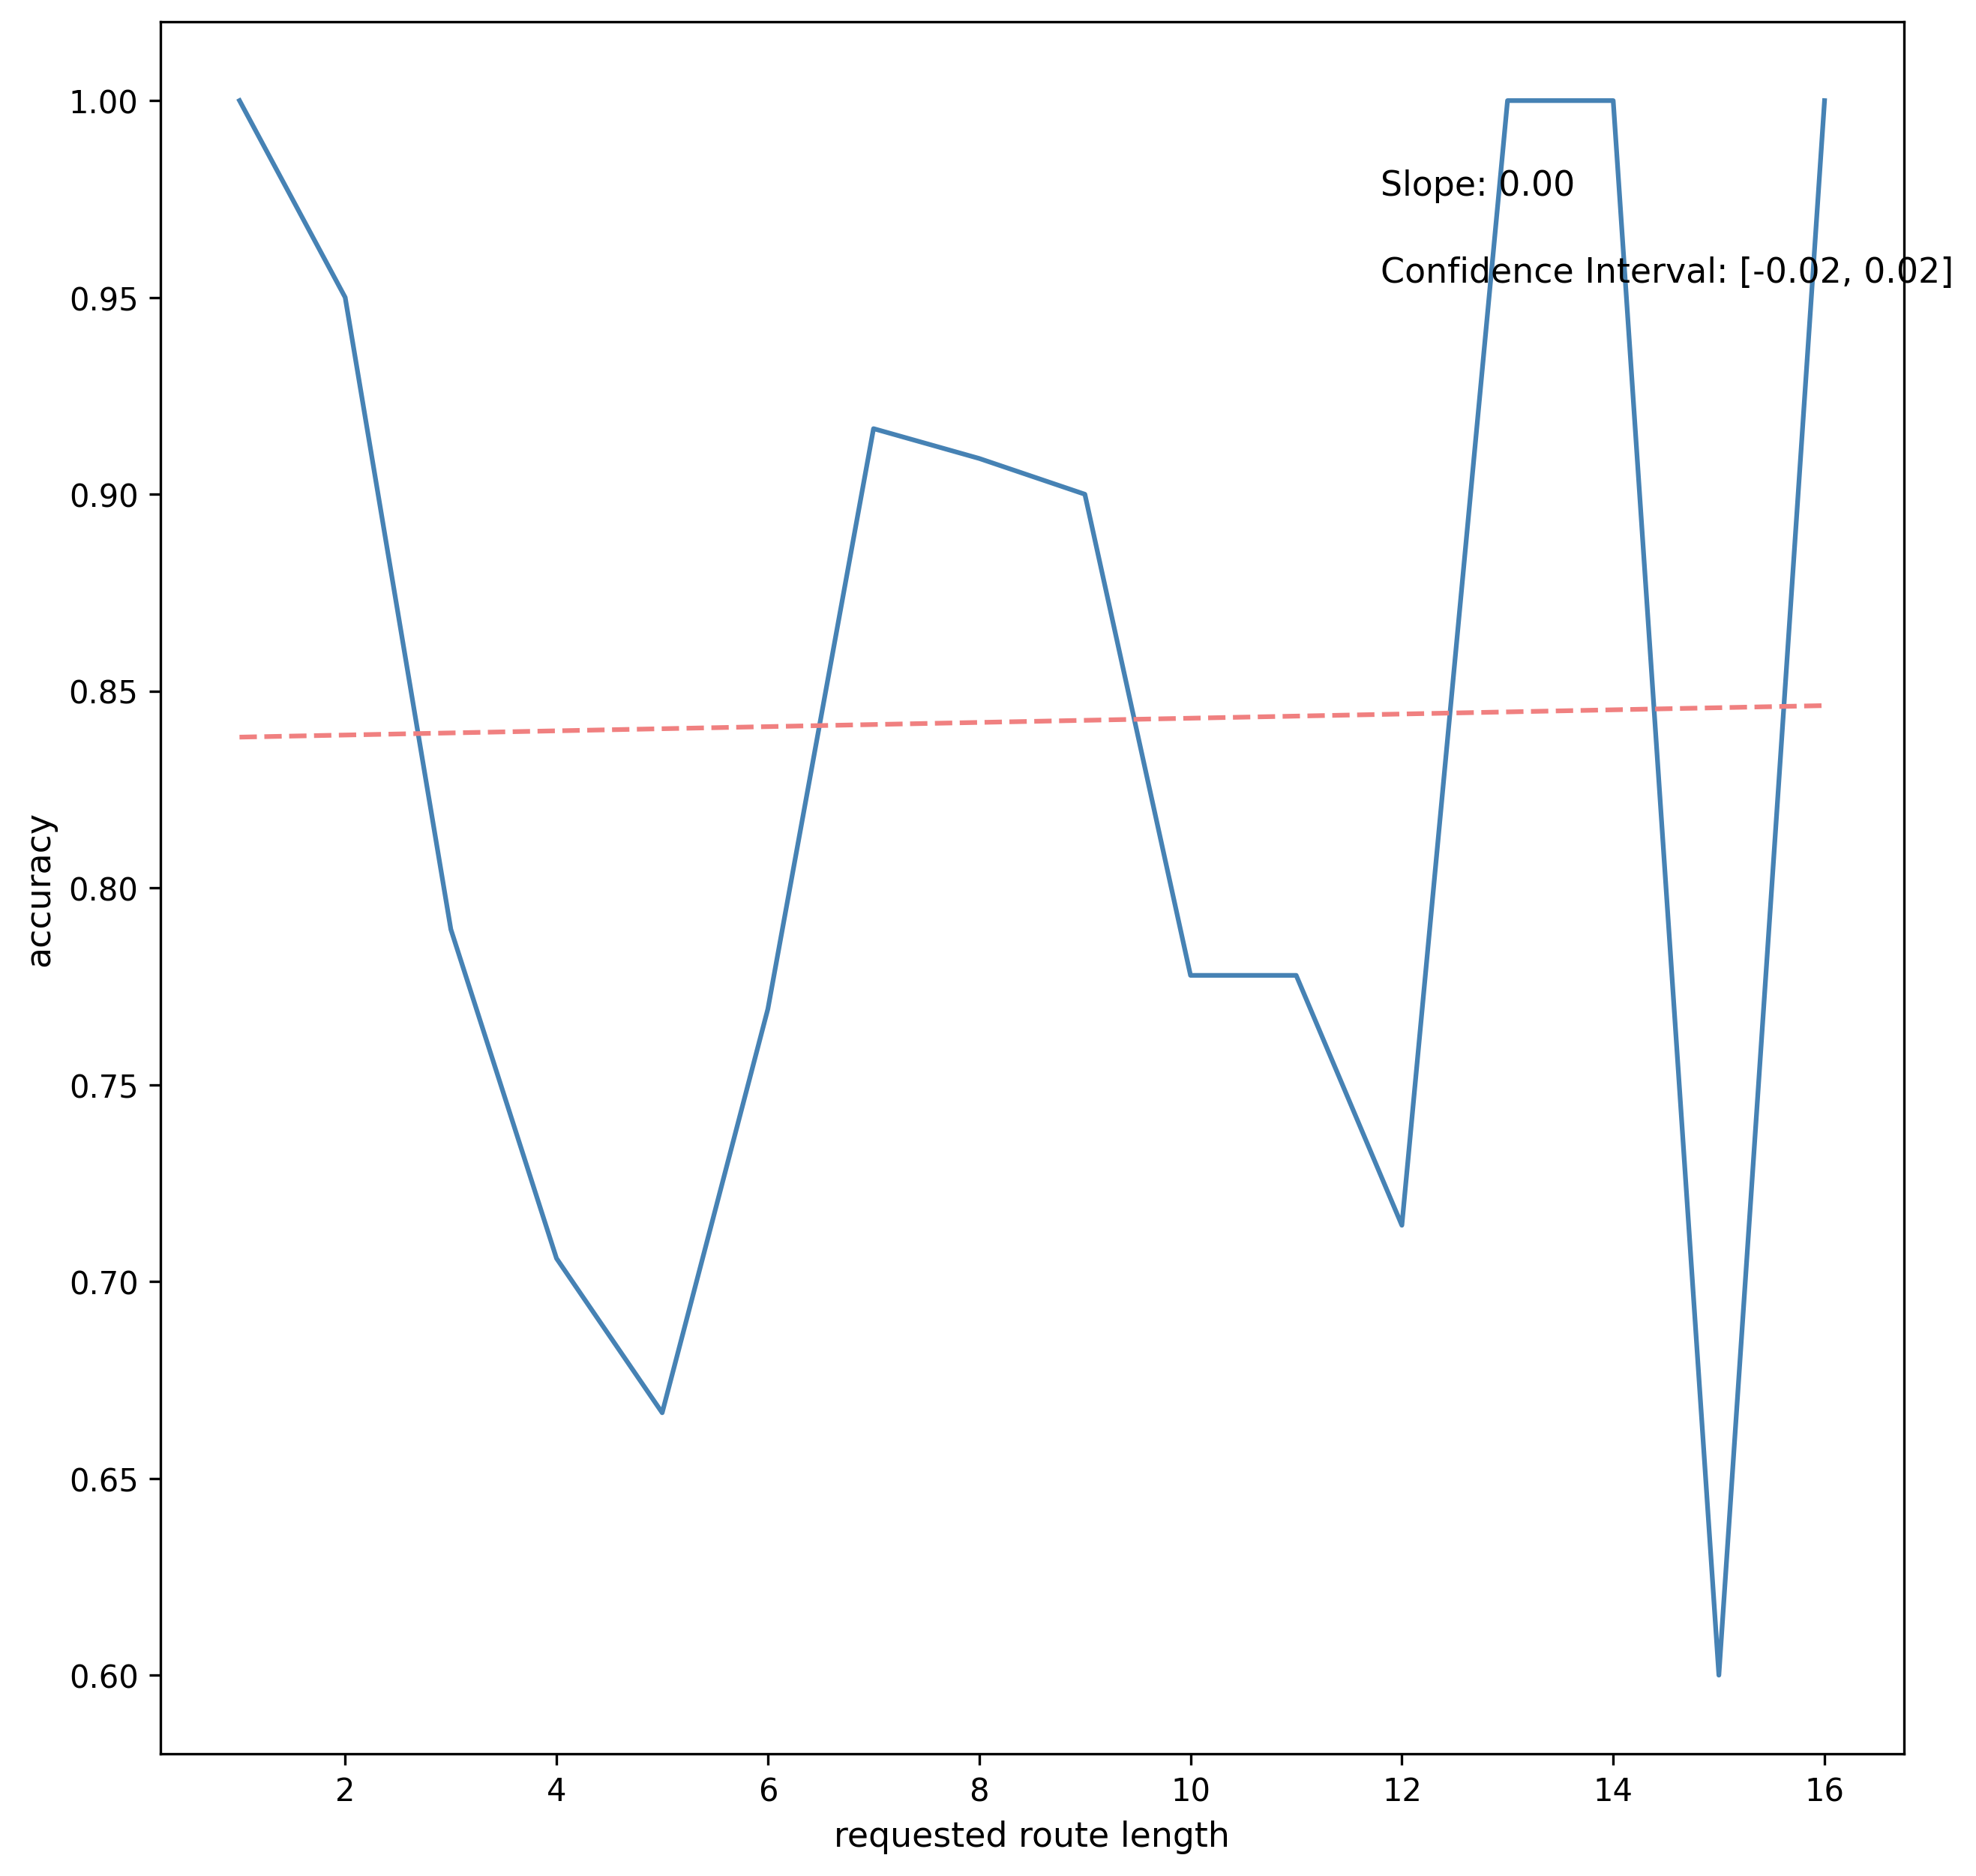 1.00
0.95
0.90
0.85
0.80
0.75
0.70
0.65
0.60
accuracy
Slope: 0.00
Confidence Interval: [-0.02, 0.02]
2 4 6 8 10 12 14 16
requested route length